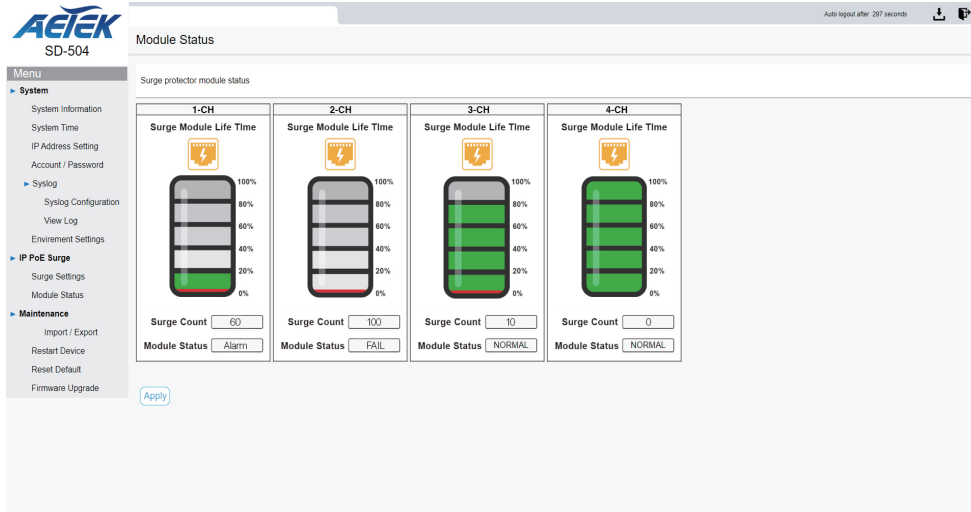 AETEK
SD-504
Auto logout after 297 seconds
Module Status
Menu
System
System Information
System Time
IP Address Setting
Account / Password
Syslog
Syslog Configuration
View Log
Envirement Settings
IP PoE Surge
Surge Settings
Module Status
Maintenance
Import / Export
Restart Device
Reset Default
Firmware Upgrade
Surge protector module status
1-CH
Surge Module Life TIme
100%
80%
60%
40%
20%
0%
Surge Count 60
Module Status Alarm
2-CH
Surge Module Life TIme
100%
80%
60%
40%
20%
0%
Surge Count 100
Module Status FAIL
3-CH
Surge Module Life TIme
100%
80%
60%
40%
20%
0%
Surge Count 10
Module Status NORMAL
4-CH
Surge Module Life TIme
100%
80%
60%
40%
20%
0%
Surge Count 0
Module Status NORMAL
Apply